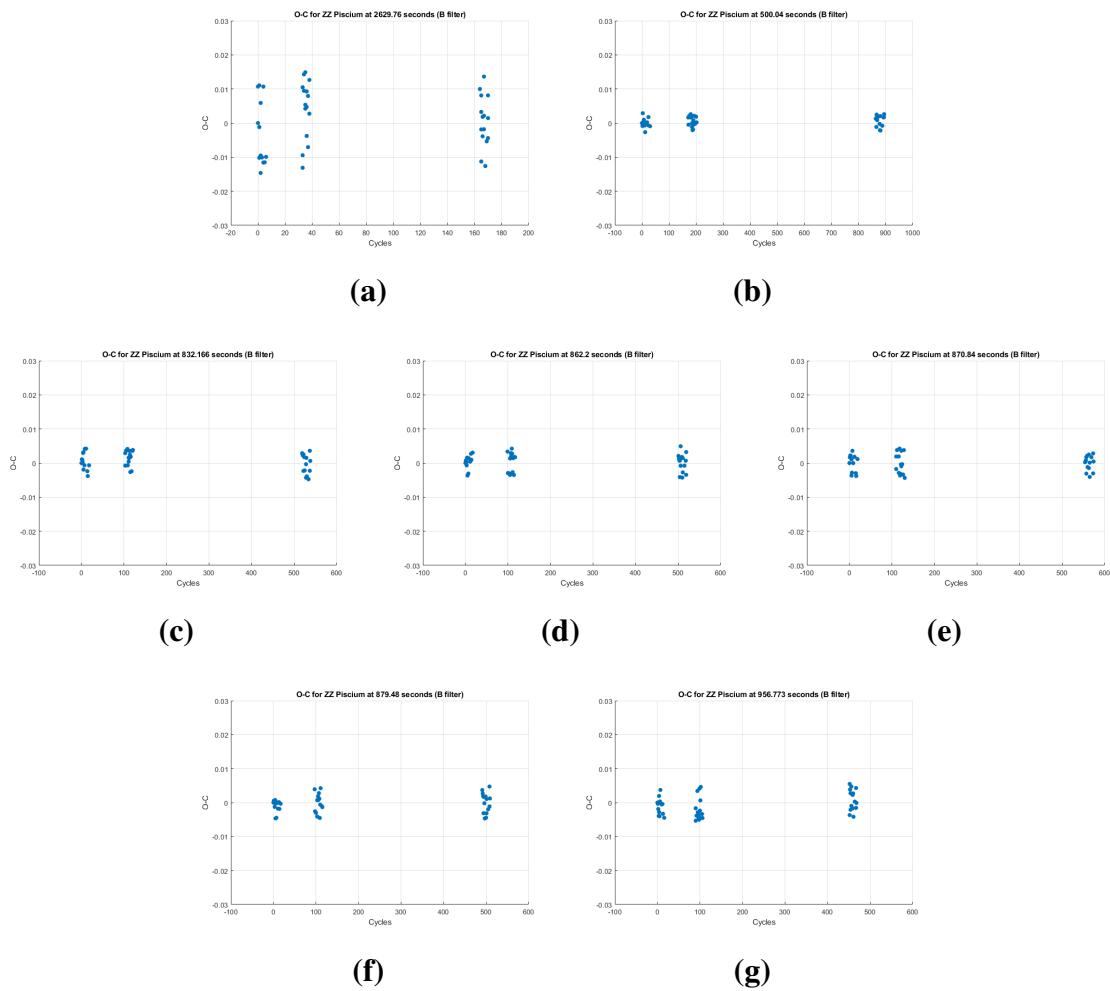 O-C for ZZ Piscium at 2629.76 seconds (B filter)
0.03
0.02
0.01
0
-0.01
-0.02
-0.03
O-C
-20 0 20 40 60 80 100 120 140 160 180 200
Cycles
(a)
O-C for ZZ Piscium at 500.04 seconds (B filter)
0.03
0.02
0.01
0
-0.01
-0.02
-0.03
O-C
-100 0 100 200 300 400 500 600 700 800 900 1000
Cycles
(b)
O-C for ZZ Piscium at 832.166 seconds (B filter)
0.03
0.02
0.01
0
-0.01
-0.02
-0.03
O-C
-100 0 100 200 300 400 500 600
Cycles
(c)
O-C for ZZ Piscium at 862.2 seconds (B filter)
0.03
0.02
0.01
0
-0.01
-0.02
-0.03
O-C
-100 0 100 200 300 400 500 600
Cycles
(d)
O-C for ZZ Piscium at 870.84 seconds (B filter)
0.03
0.02
0.01
0
-0.01
-0.02
-0.03
O-C
-100 0 100 200 300 400 500 600
Cycles
(e)
O-C for ZZ Piscium at 879.48 seconds (B filter)
0.03
0.02
0.01
0
-0.01
-0.02
-0.03
O-C
-100 0 100 200 300 400 500 600
Cycles
(f)
O-C for ZZ Piscium at 956.773 seconds (B filter)
0.03
0.02
0.01
0
-0.01
-0.02
-0.03
O-C
-100 0 100 200 300 400 500 600
Cycles
(g)